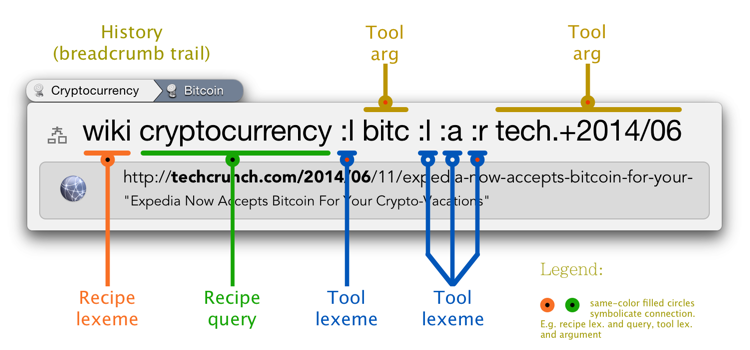 History
(breadcrumb trail)
Tool
arg
Tool
arg
Cryptocurrency
Bitcoin
wiki cryptocurrency :l bitc :l :a :r tech.+2014/06
http://techcrunch.com/2014/06/11/expedia-now-accepts-bitcoin-for-your-
"Expedia Now Accepts Bitcoin For Your Crypto-Vacations"
Recipe
lexeme
Recipe
query
Tool
lexeme
Tool
lexeme
Legend:
same-color filled circles
symbolicate connection.
E.g. recipe lex. and query, tool lex.
and argument